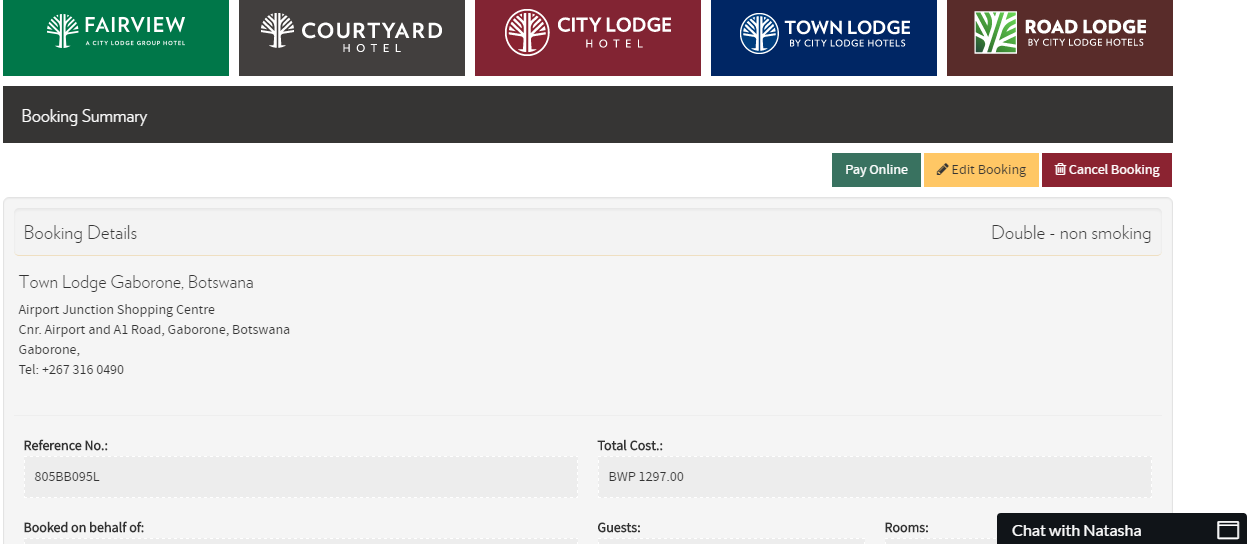 FAIRVIEW
A CITY LODGE GROUP HOTEL
COURTYARD
HOTEL
CITY LODGE
HOTEL
TOWN LODGE
BY CITY LODGE HOTELS
ROAD LODGE
BY CITY LODGE HOTELS
Booking Summary
Pay Online Edit Booking Cancel Booking
Booking Details Double - non smoking
Town Lodge Gaborone, Botswana
Airport Junction Shopping Centre
Cnr. Airport and A1 Road, Gaborone, Botswana
Gaborone,
Tel: +267 316 0490
Reference No.: Total Cost.:
805BB095L BWP 1297.00
Booked on behalf of: Guests: Rooms:
Chat with Natasha